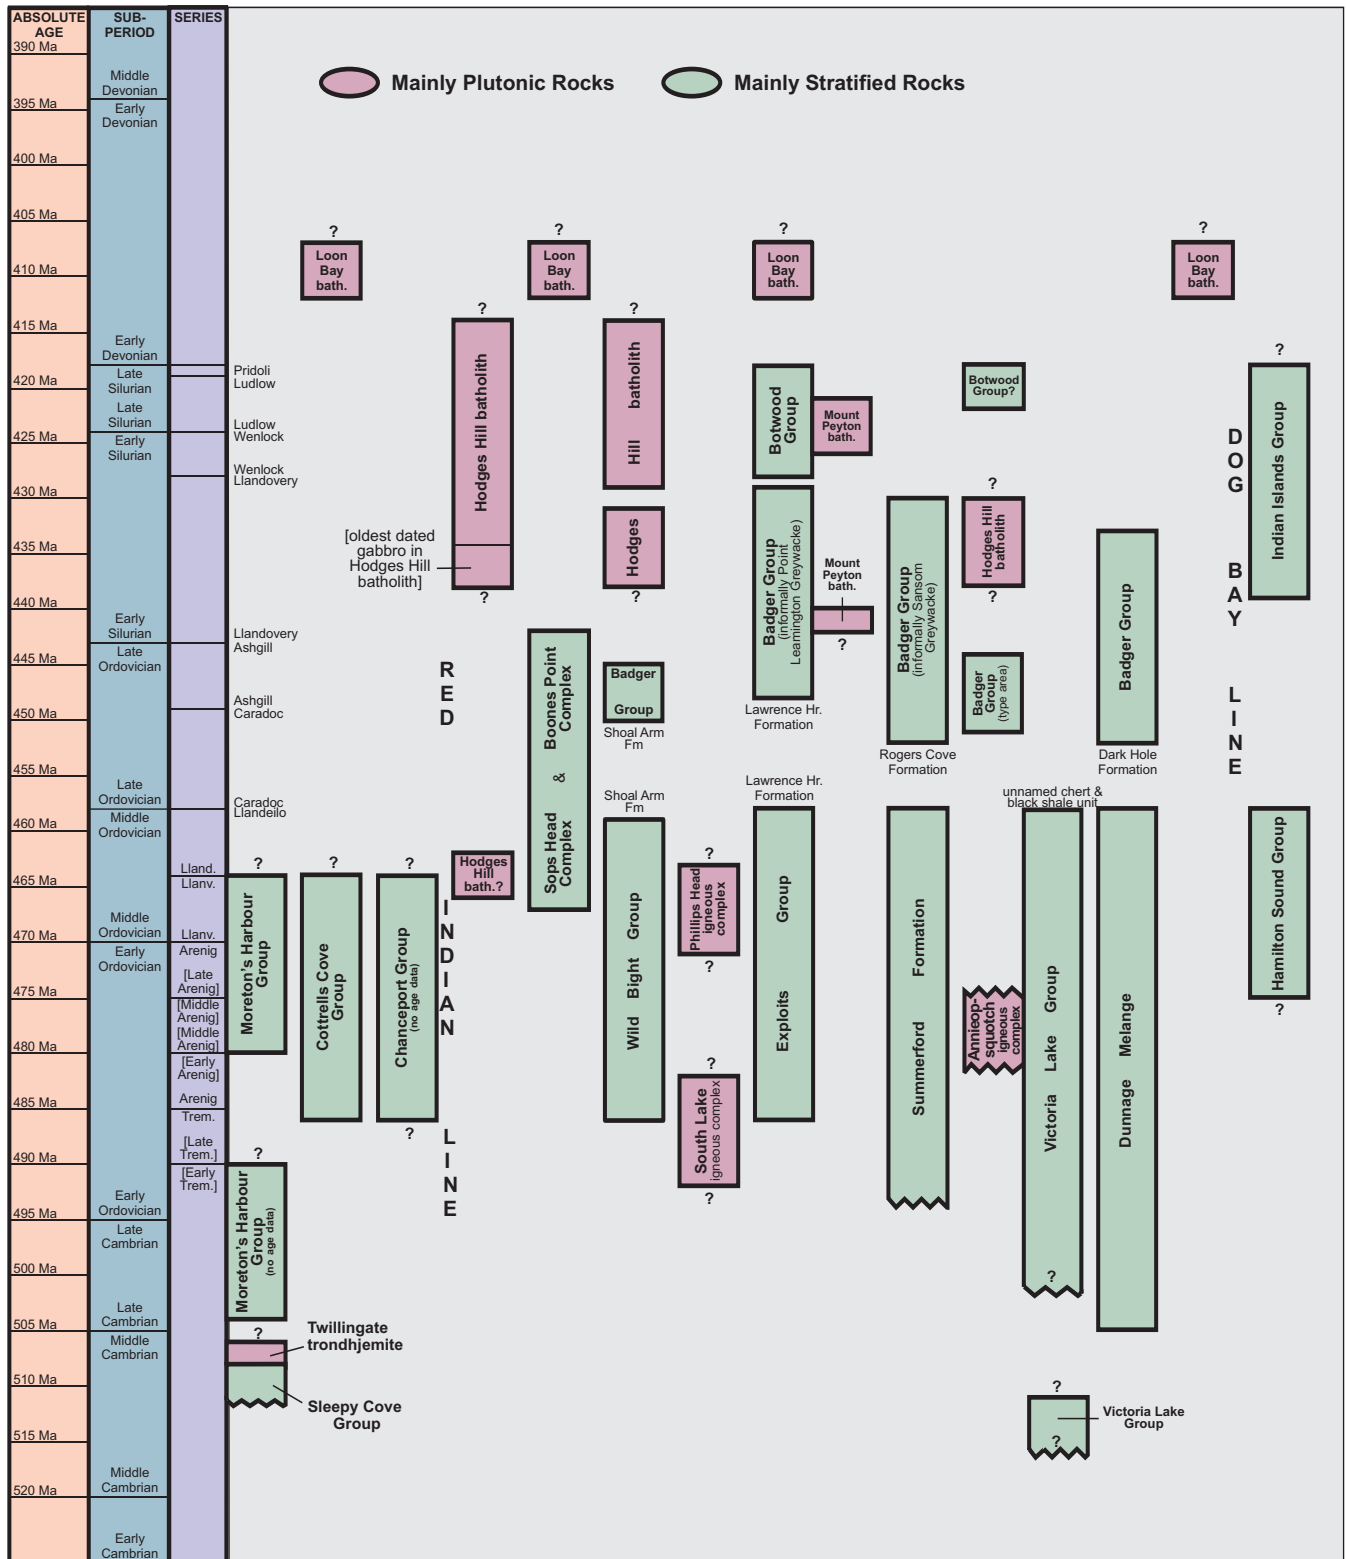 ABSOLUTE
AGE
SUB-
PERIOD
SERIES
390 Ma
395 Ma
400 Ma
405 Ma
410 Ma
415 Ma
420 Ma
425 Ma
430 Ma
435 Ma
440 Ma
445 Ma
450 Ma
455 Ma
460 Ma
465 Ma
470 Ma
475 Ma
480 Ma
485 Ma
490 Ma
495 Ma
500 Ma
505 Ma
510 Ma
515 Ma
520 Ma
Middle
Devonian
Early
Devonian
Early
Devonian
Late
Silurian
Late
Silurian
Early
Silurian
Early
Silurian
Late
Ordovician
Late
Ordovician
Middle
Ordovician
Middle
Ordovician
Early
Ordovician
Early
Ordovician
Late
Cambrian
Late
Cambrian
Middle
Cambrian
Middle
Cambrian
Early
Cambrian
Pridoli
Ludlow
Ludlow
Wenlock
Wenlock
Llandovery
Llandovery
Ashgill
Ashgill
Caradoc
Caradoc
Llandeilo
Lland.
Llanv.
Llanv.
Arenig
[Late
Arenig]
[Middle
Arenig]
[Middle
Arenig]
[Early
Arenig]
Arenig
Trem.
[Late
Trem.]
[Early
Trem.]
Mainly Plutonic Rocks
Mainly Stratified Rocks
?
Moreton's Harbour
Group
?
Moreton's Harbour
Group
(no age data)
?
Twillingate
trondhjemite
Sleepy Cove
Group
?
Loon
Bay
bath.
?
Cottrells Cove
Group
?
Chanceport Group
(no age data)
?
RED
INDIAN
LINE
?
Hodges Hill batholith
[oldest dated
gabbro in
Hodges Hill
batholith]
?
Hodges
Hill
bath.?
?
Loon
Bay
bath.
Sops Head Boones Point
Complex & Complex
?
Hill batholith
Hodges
?
Badger
Group
Shoal Arm
Fm
Shoal Arm
Fm
Wild Bight Group
?
Phillips Head
igneous
complex
?
?
South Lake
igneous complex
?
?
Loon
Bay
bath.
Botwood
Group
Mount
Peyton
bath.
Badger Group
(informally Point
Leamington Greywacke)
Mount
Peyton
bath.
?
Lawrence Hr.
Formation
Lawrence Hr.
Formation
Exploits Group
Badger Group
(informally Sansom
Greywacke)
Rogers Cove
Formation
Summerford Formation
Botwood
Group?
?
Hodges Hill
batholith
?
Badger
Group
(type area)
Annieop-
squotch
igneous
complex
unnamed chert &
black shale unit
Victoria Lake Group
?
?
Victoria Lake
Group
?
Badger Group
Dark Hole
Formation
Dunnage Melange
?
Loon
Bay
bath.
DOG
BAY
LINE
?
Indian Islands Group
Hamilton Sound Group
?